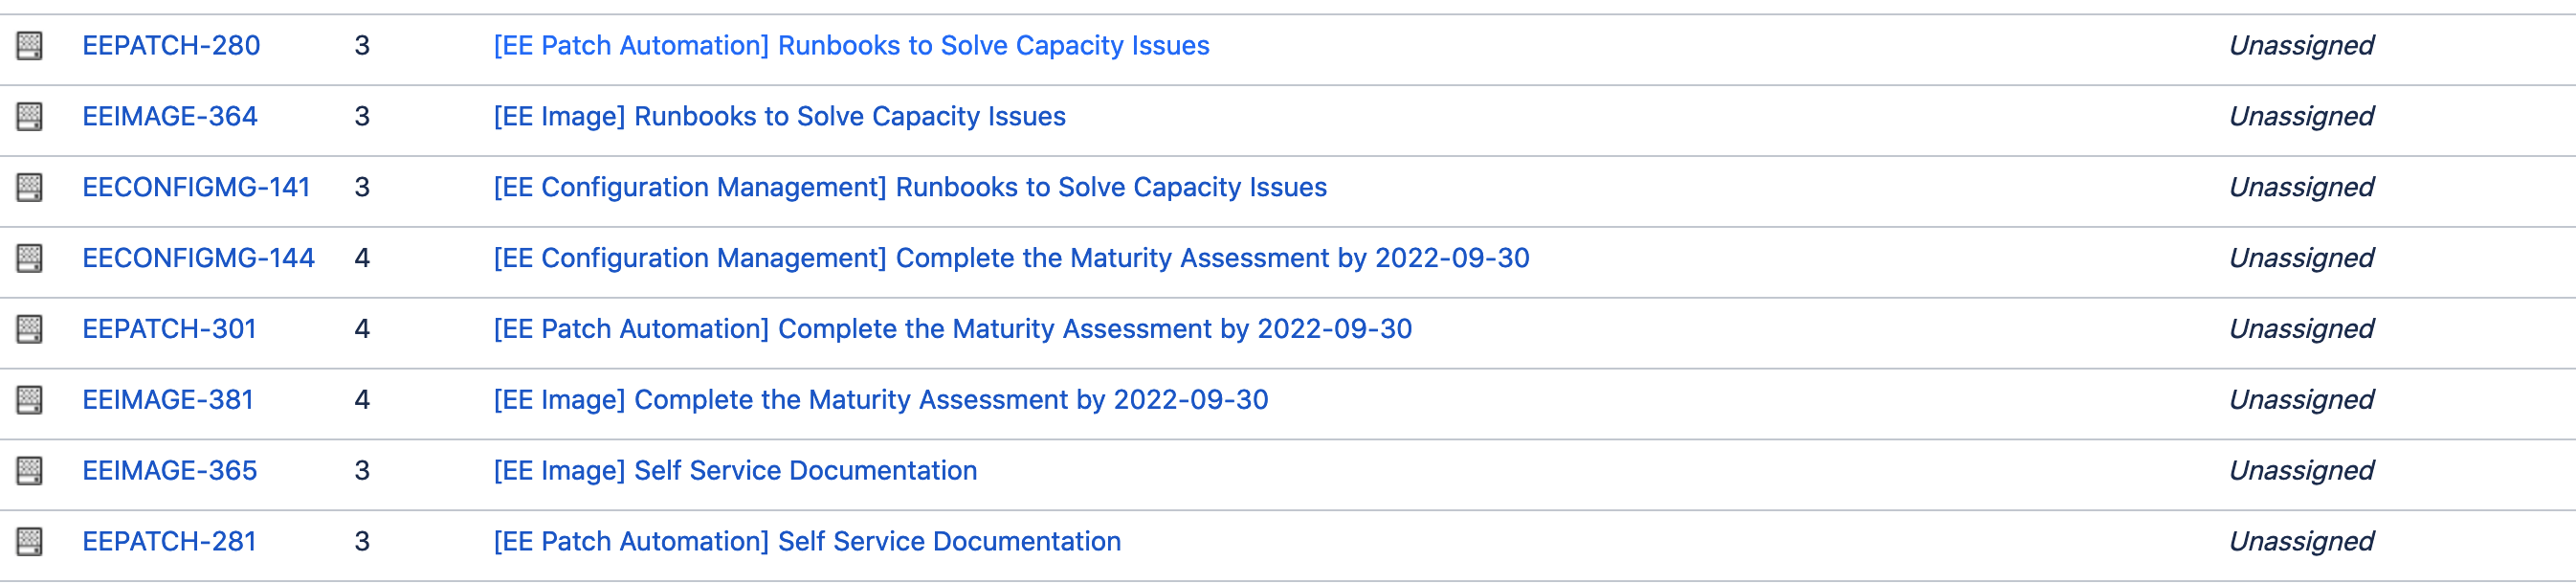 EEPATCH-280 3 [EE Patch Automation] Runbooks to Solve Capacity Issues Unassigned
EEIMAGE-364 3 [EE Image] Runbooks to Solve Capacity Issues Unassigned
EECONFIGMG-141 3 [EE Configuration Management] Runbooks to Solve Capacity Issues Unassigned
EECONFIGMG-144 4 [EE Configuration Management] Complete the Maturity Assessment by 2022-09-30 Unassigned
EEPATCH-301 4 [EE Patch Automation] Complete the Maturity Assessment by 2022-09-30 Unassigned
EEIMAGE-381 4 [EE Image] Complete the Maturity Assessment by 2022-09-30 Unassigned
EEIMAGE-365 3 [EE Image] Self Service Documentation Unassigned
EEPATCH-281 3 [EE Patch Automation] Self Service Documentation Unassigned